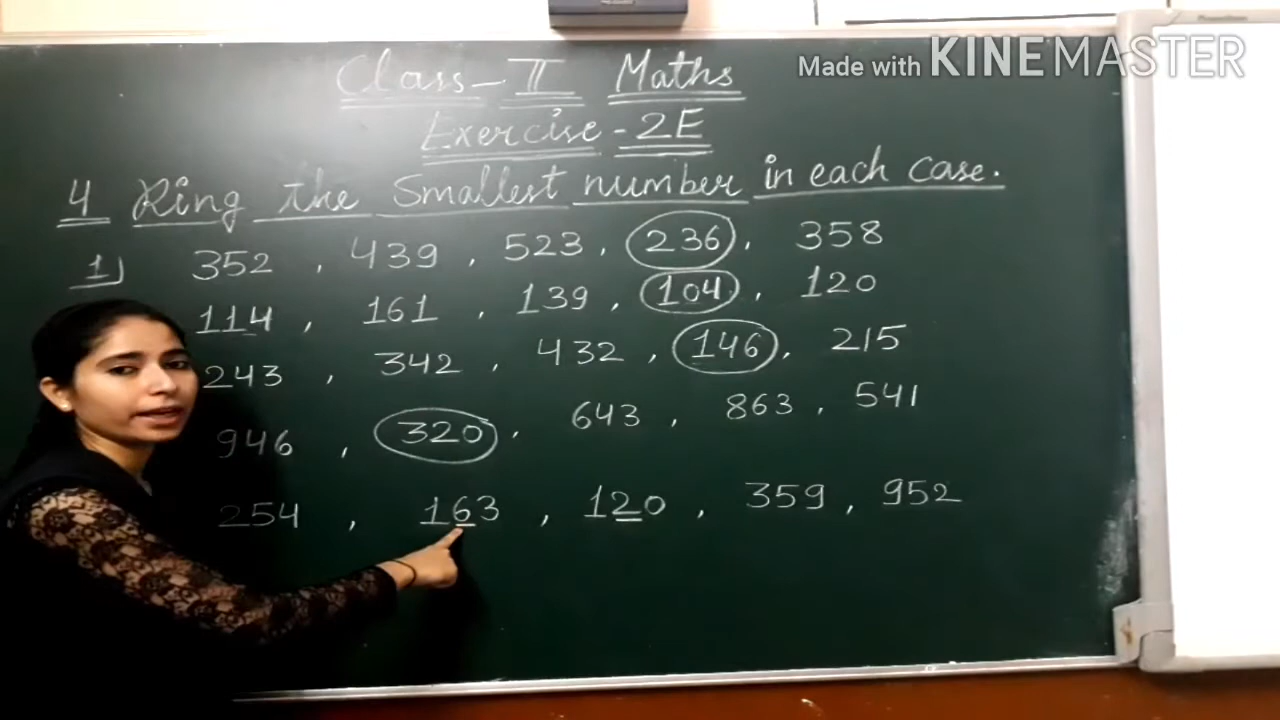 Made with KINEMASTER
Class-II Maths
Exercise-2E
4 Ring the Smallest number in each case.
1) 352 , 439 , 523 , 236 , 358
114 , 161 , 139 , 104 , 120
243 , 342 , 432 , 146 , 215
946 , 320 , 643 , 863 , 541
254 , 163 , 120 , 359 , 952